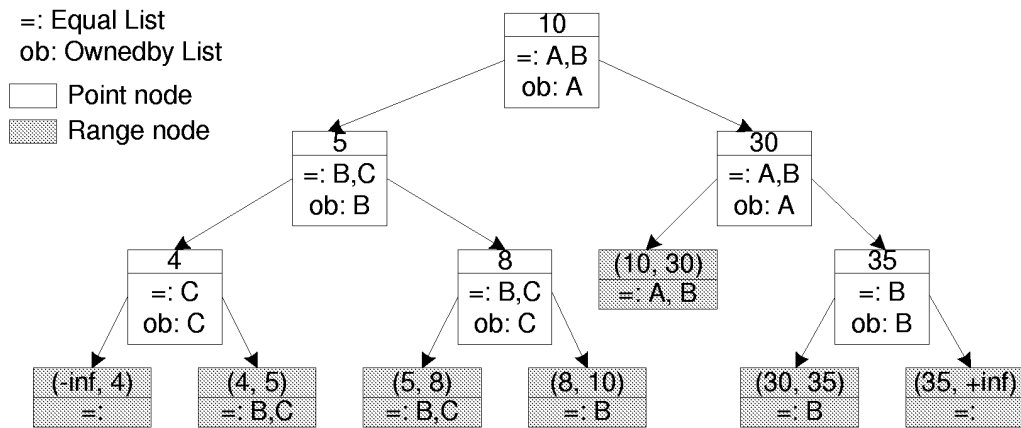 =: Equal List
ob: Ownedby List
Point node
Range node
10
=: A,B
ob: A
5
=: B,C
ob: B
30
=: A,B
ob: A
4
=: C
ob: C
8
=: B,C
ob: C
(10, 30)
=: A, B
35
=: B
ob: B
(-inf, 4)
=:
(4, 5)
=: B,C
(5, 8)
=: B,C
(8, 10)
=: B
(30, 35)
=: B
(35, +inf)
=: